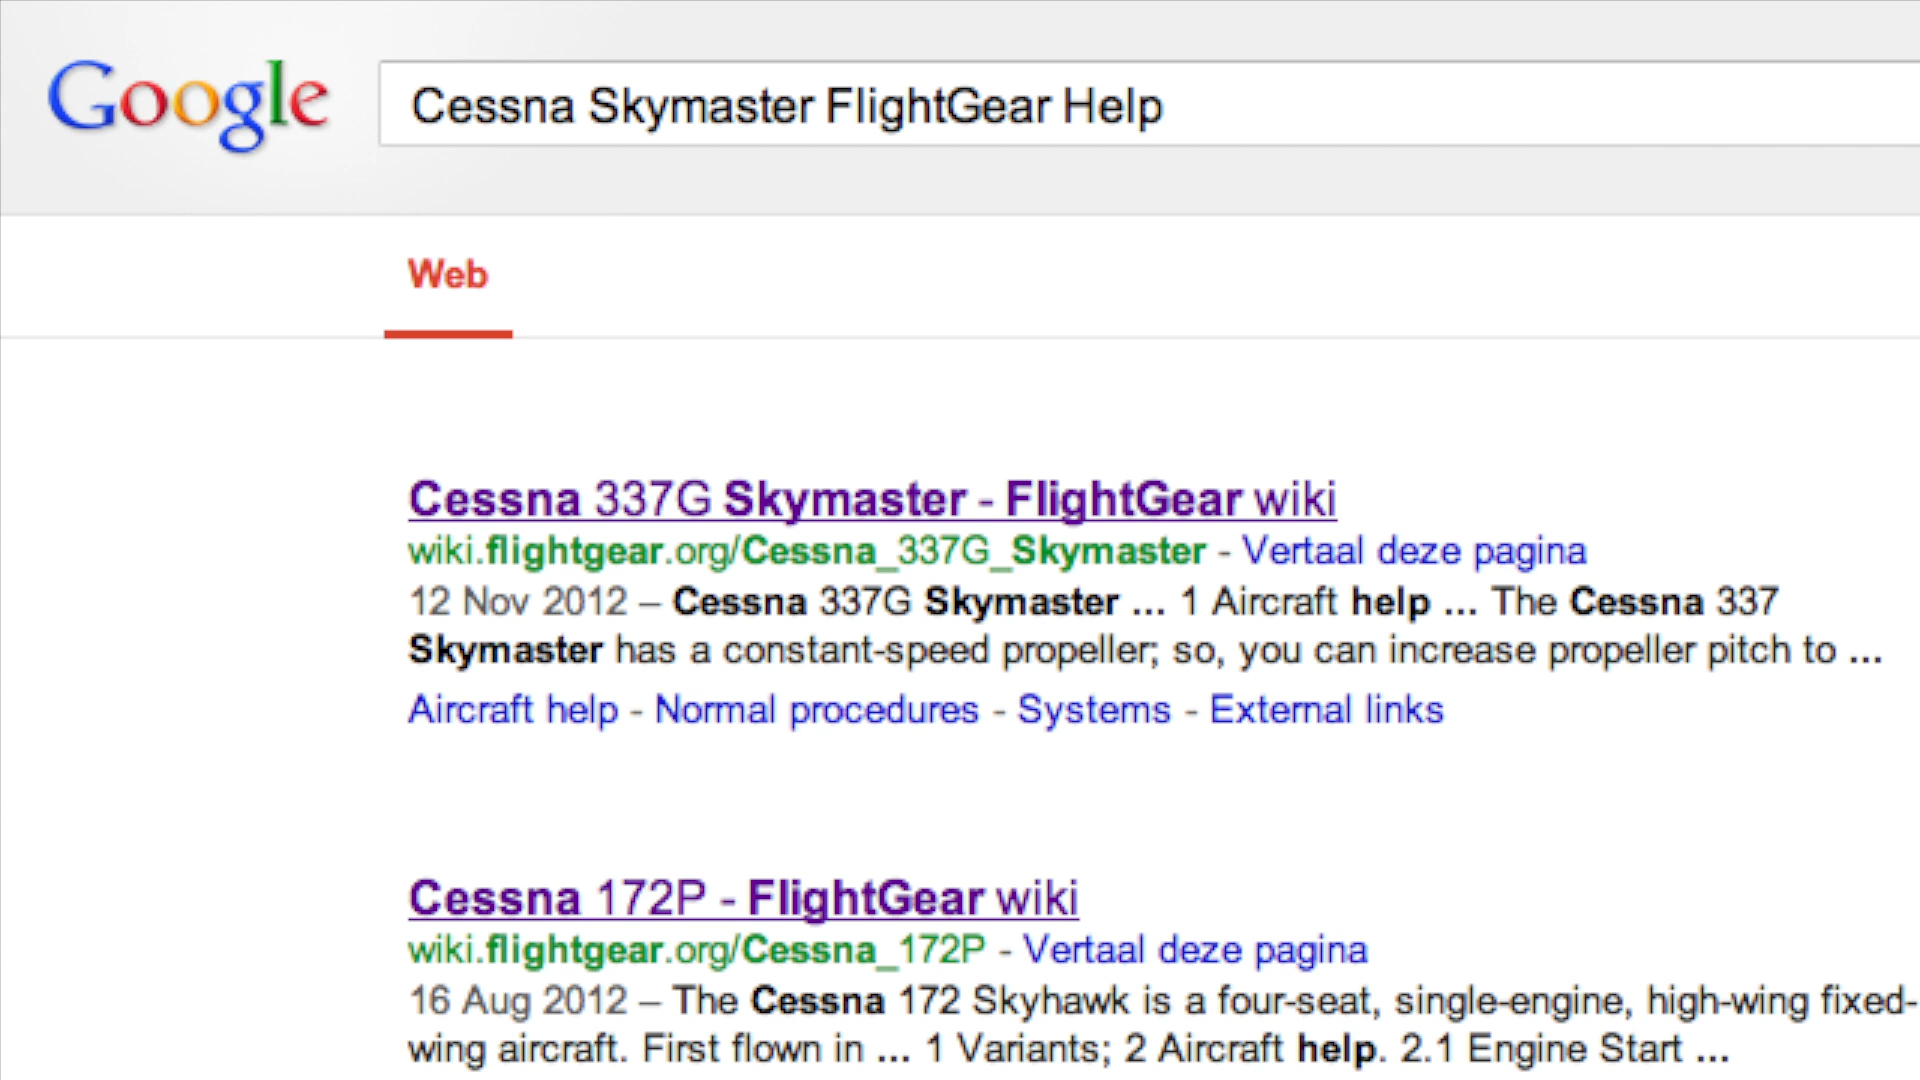 Google
Cessna Skymaster FlightGear Help
Web
Cessna 337G Skymaster - FlightGear wiki
wiki.flightgear.org/Cessna_337G_Skymaster - Vertaal deze pagina
12 Nov 2012 – Cessna 337G Skymaster ... 1 Aircraft help ... The Cessna 337
Skymaster has a constant-speed propeller; so, you can increase propeller pitch to ...
Aircraft help - Normal procedures - Systems - External links
Cessna 172P - FlightGear wiki
wiki.flightgear.org/Cessna_172P - Vertaal deze pagina
16 Aug 2012 – The Cessna 172 Skyhawk is a four-seat, single-engine, high-wing fixed-
wing aircraft. First flown in ... 1 Variants; 2 Aircraft help. 2.1 Engine Start ...